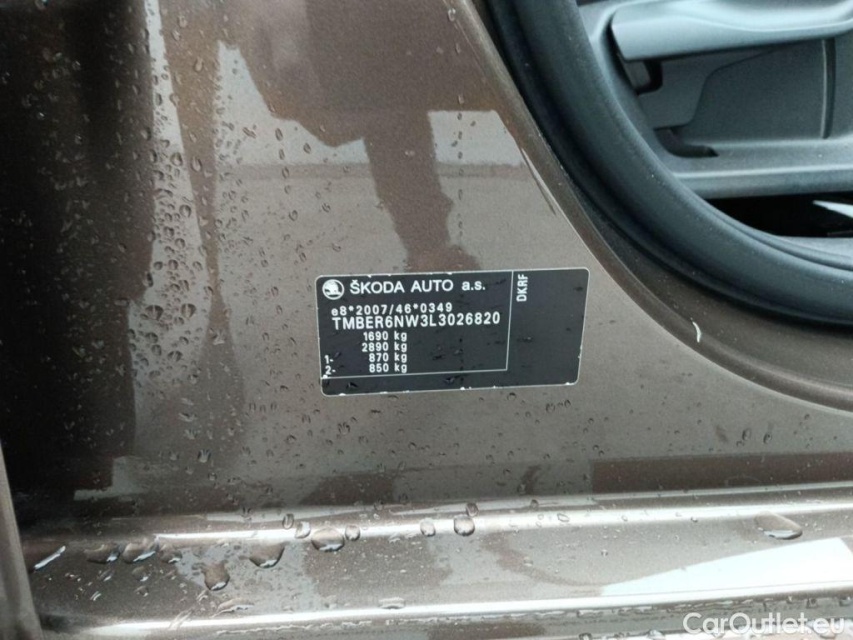 ŠKODA AUTO a.s.
DKRF
e8*2007/46*0349
TMBER6NW3L3026820
1690 kg
2890 kg
1- 870 kg
2- 850 kg
CarOutlet.eu